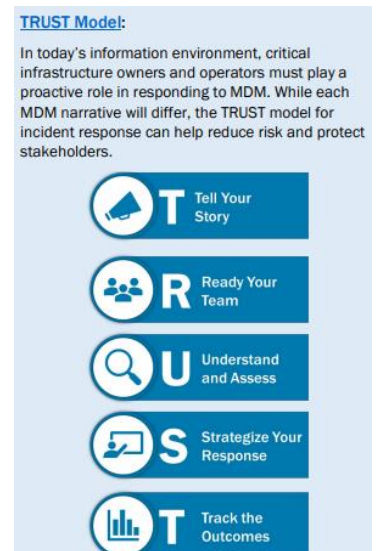 TRUST Model:
In today's information environment, critical
infrastructure owners and operators must play a
proactive role in responding to MDM. While each
MDM narrative will differ, the TRUST model for
incident response can help reduce risk and protect
stakeholders.
T Tell Your
Story
R Ready Your
Team
U Understand
and Assess
S Strategize Your
Response
T Track the
Outcomes